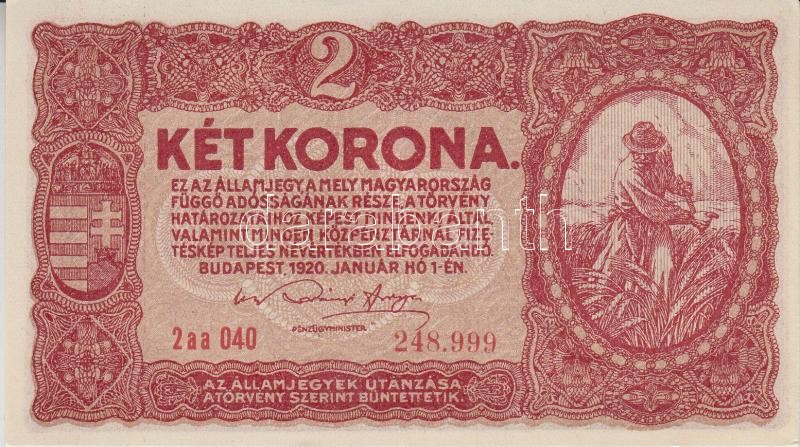 2
KÉT KORONA.
EZ AZ ÁLLAMJEGY, A MELY MAGYARORSZÁG
FÜGGŐ ADÓSSÁGÁNAK RÉSZE, A TÖRVÉNY
HATÁROZATAIHOZ KÉPEST MINDENKI ÁLTAL
VALAMINT MINDEN KÖZPÉNZTÁRNÁL FIZE-
TÉSKÉP TELJES NÉVÉRTÉKBEN ELFOGADANDÓ.
BUDAPEST, 1920. JANUÁR HÓ 1-ÉN.
PÉNZÜGYMINISTER
2aa 040 248.999
AZ ÁLLAMJEGYEK UTÁNZÁSA
A TÖRVÉNY SZERINT BÜNTETTETIK.
darabanth